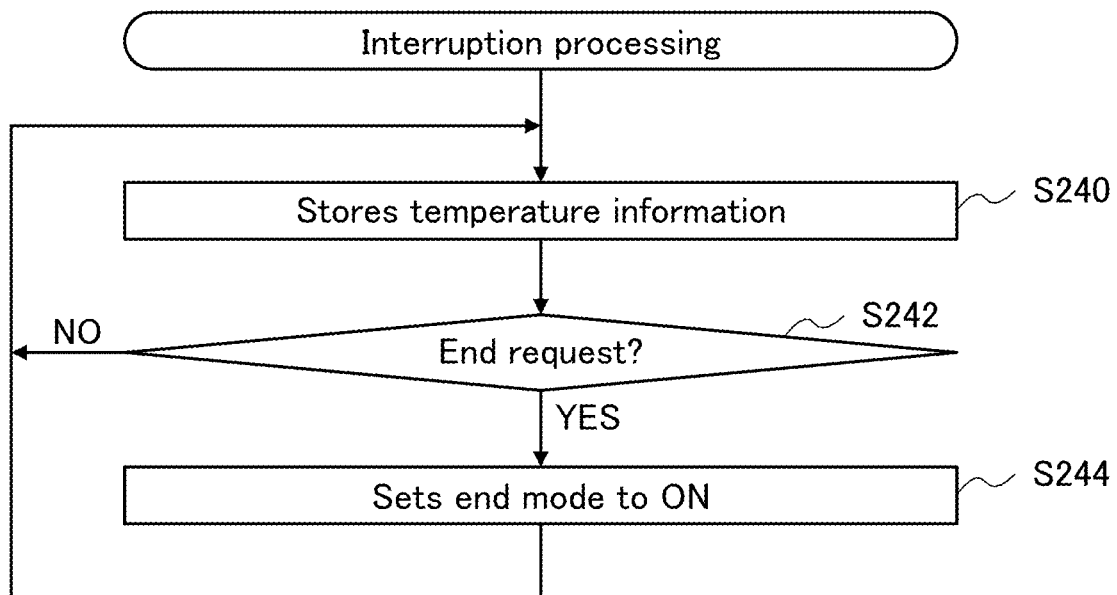 Interruption processing
Stores temperature information
S240
S242
NO
End request?
YES
S244
Sets end mode to ON